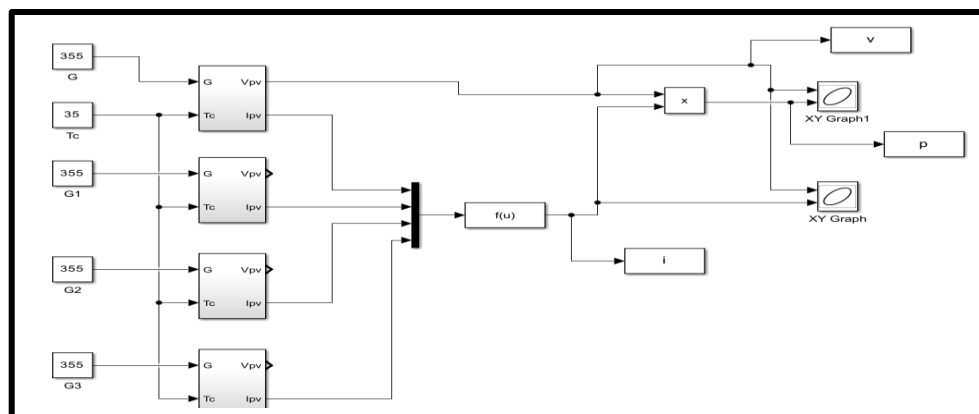 355
G
35
Tc
355
G1
355
G2
355
G3
G Vpv
Tc Ipv
G Vpv
Tc Ipv
G Vpv
Tc Ipv
G Vpv
Tc Ipv
f(u)
×
v
XY Graph1
p
XY Graph
i